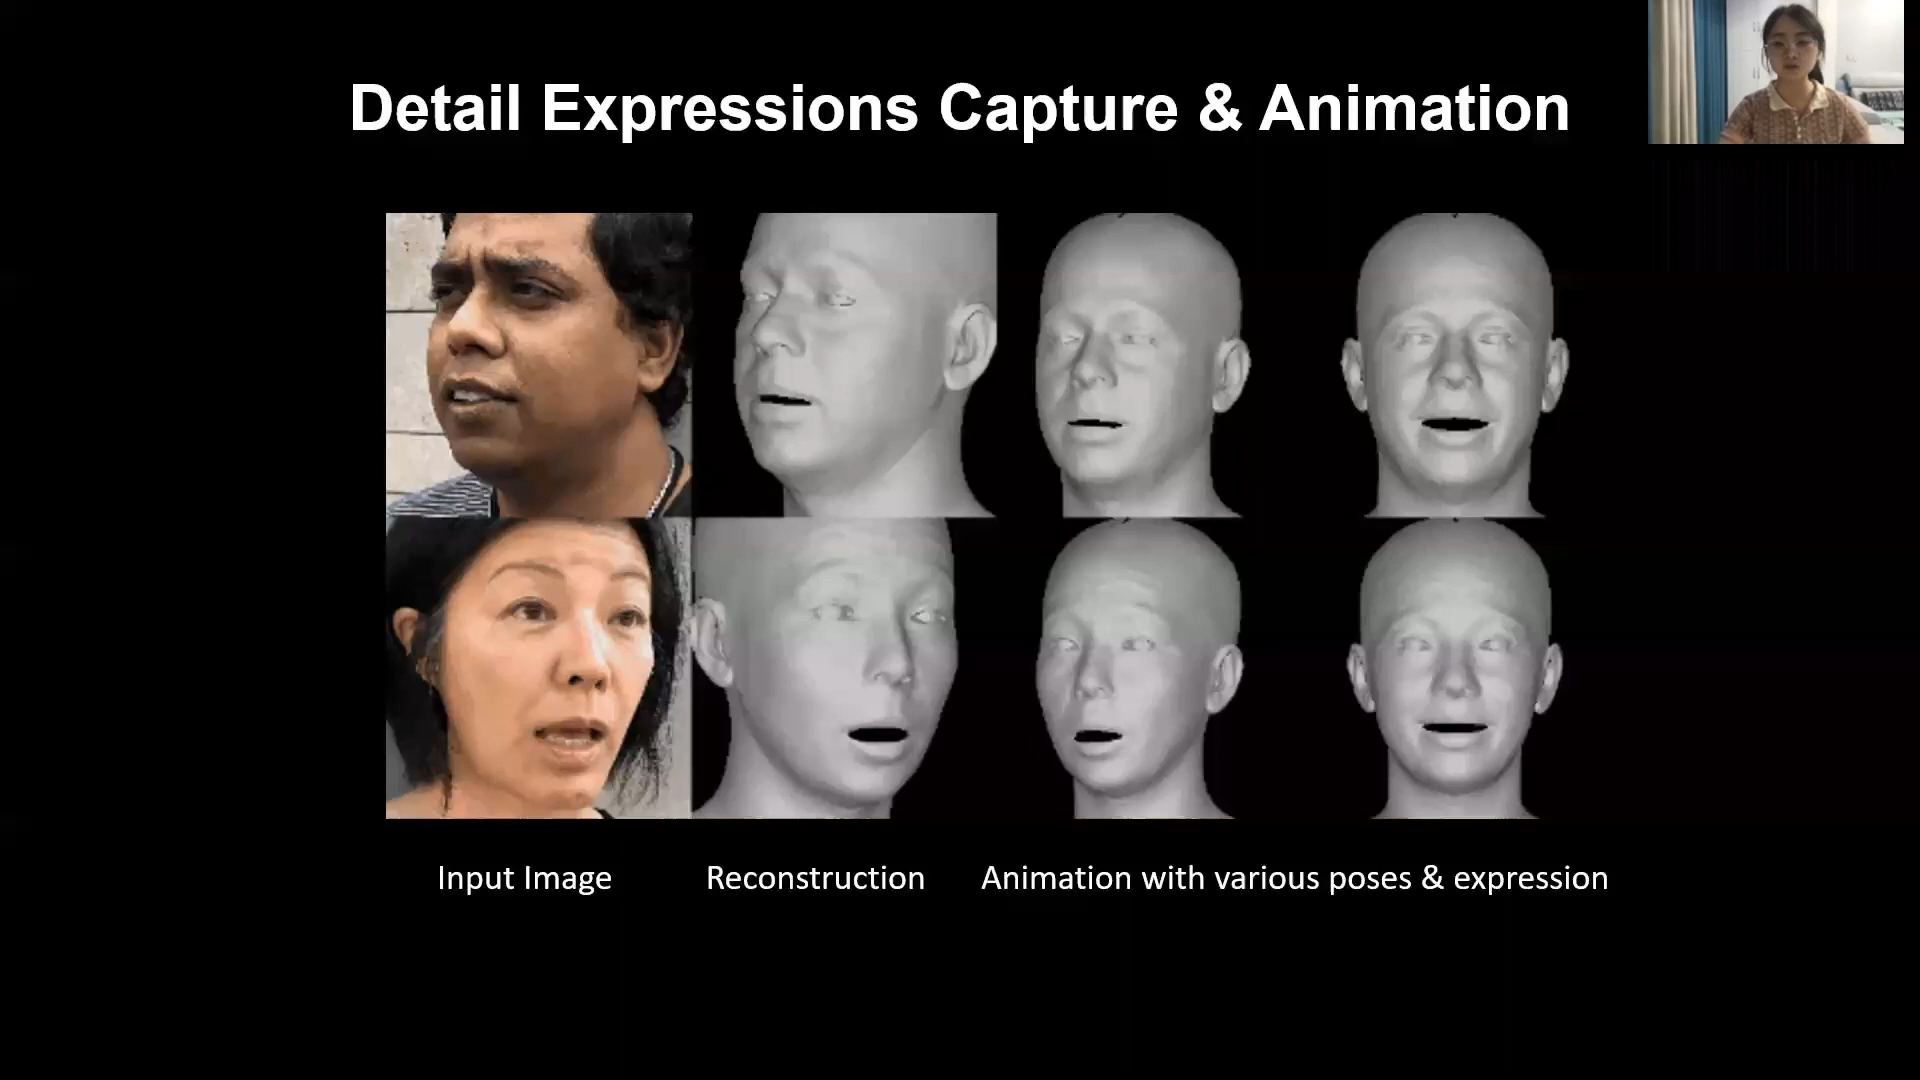 Detail Expressions Capture & Animation
Input Image
Reconstruction
Animation with various poses & expression